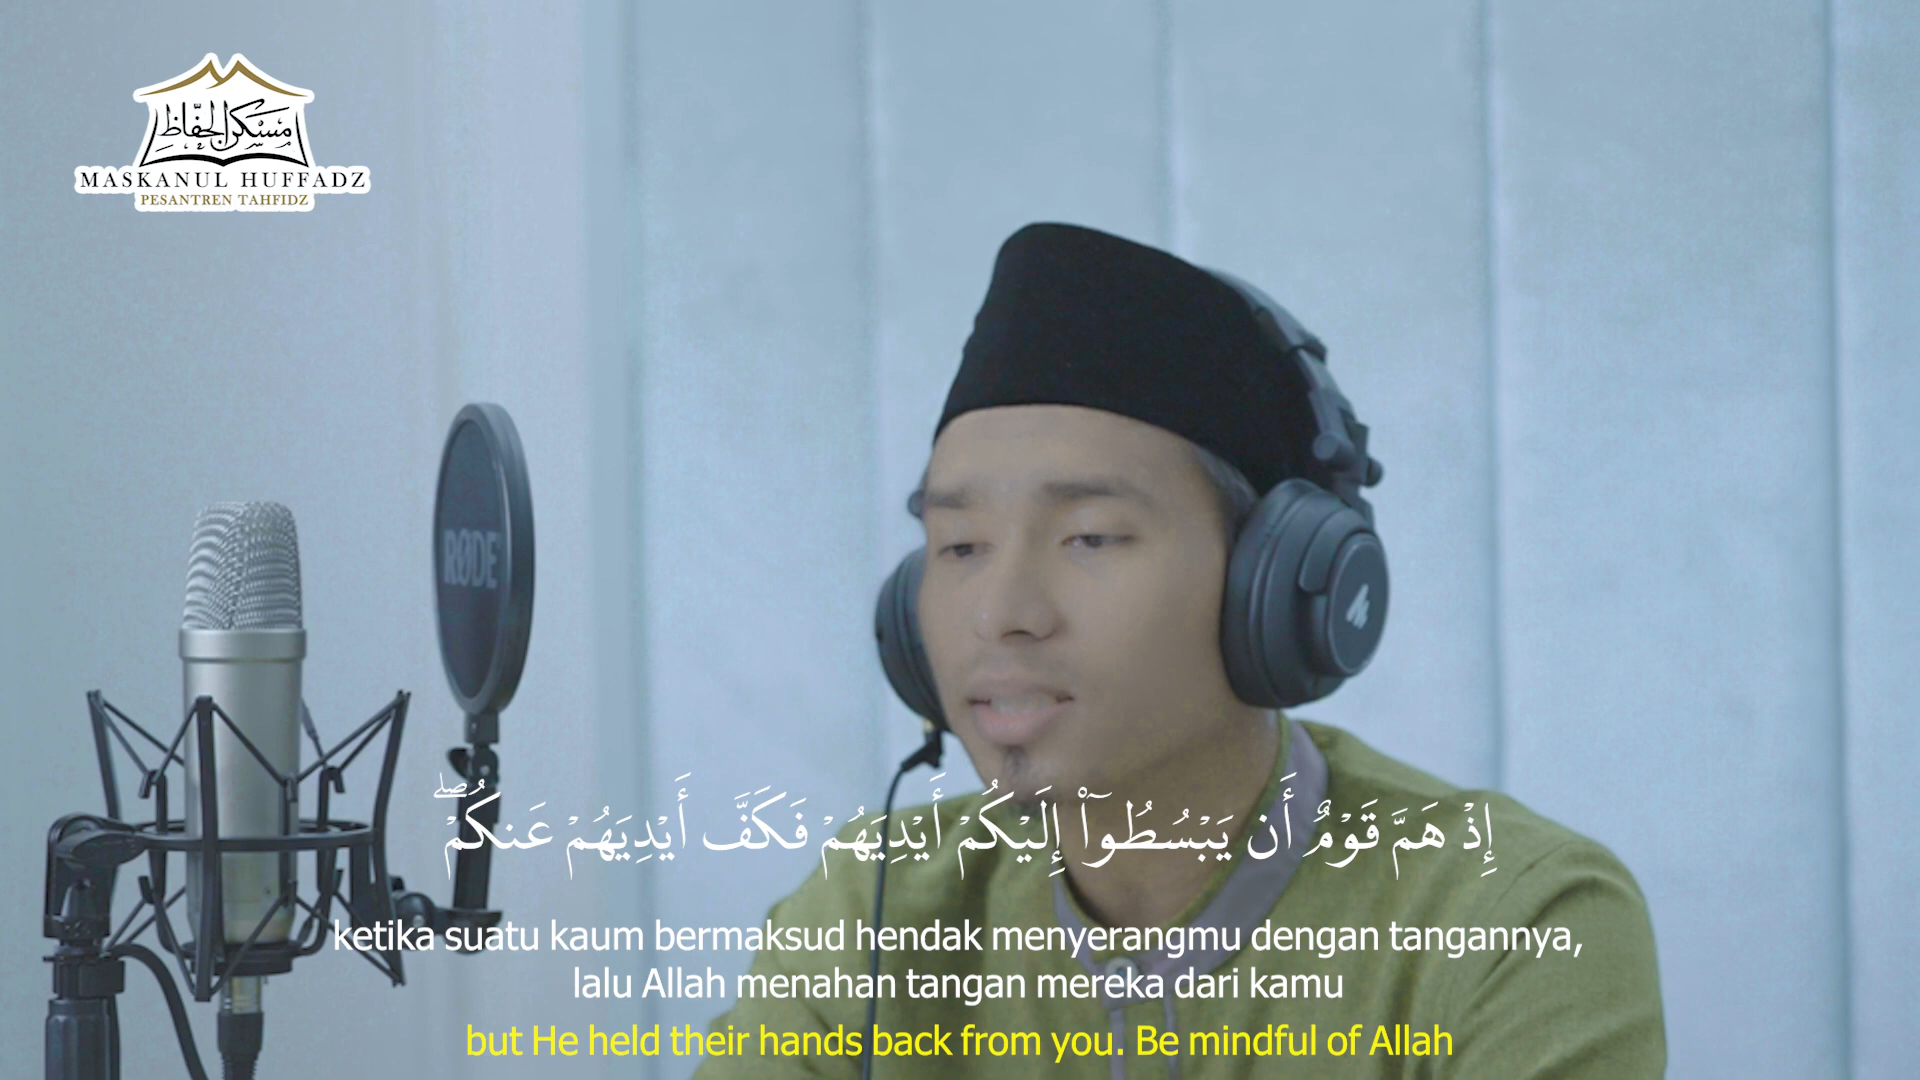 مسكن الحفاظ
MASKANUL HUFFADZ
PESANTREN TAHFIDZ
RØDE
إِذْ هَمَّ قَوْمٌ أَن يَبْسُطُوٓا۟ إِلَيْكُمْ أَيْدِيَهُمْ فَكَفَّ أَيْدِيَهُمْ عَنكُمْ ۖ
ketika suatu kaum bermaksud hendak menyerangmu dengan tangannya,
lalu Allah menahan tangan mereka dari kamu
but He held their hands back from you. Be mindful of Allah